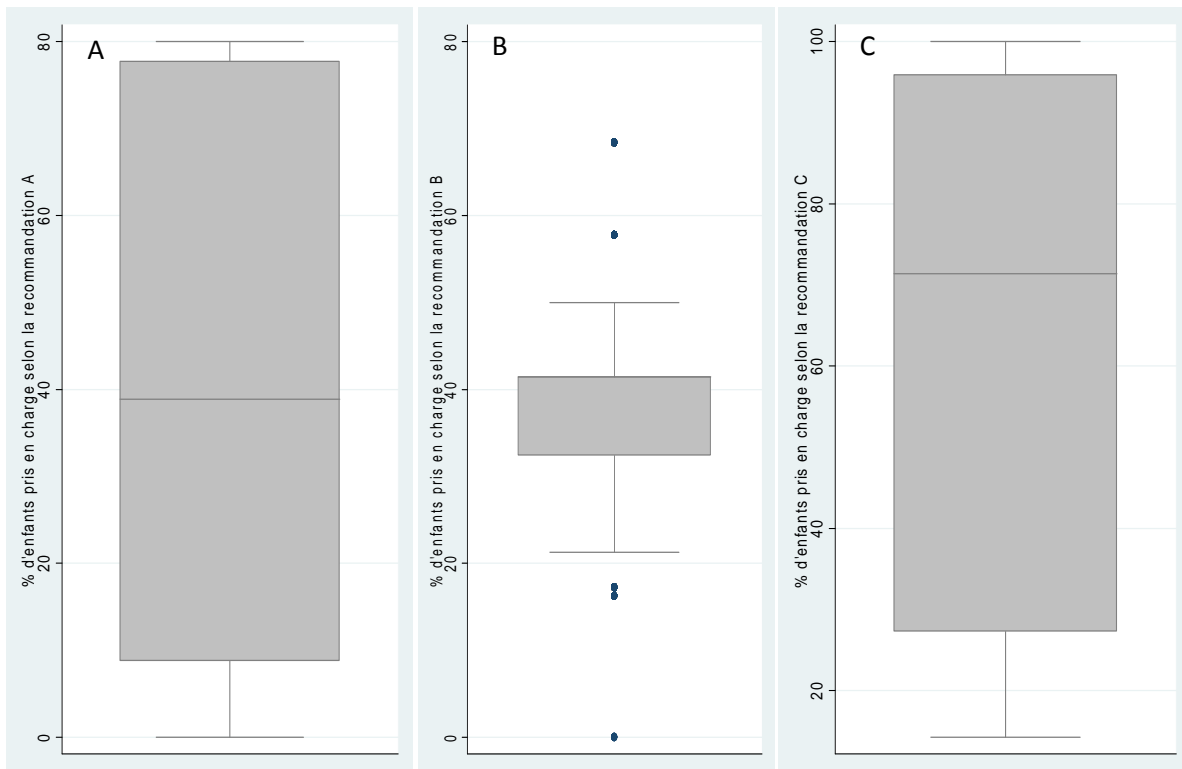 A
% d'enfants pris en charge selon la recommandation A
80
60
40
20
0
B
% d'enfants pris en charge selon la recommandation B
80
60
40
20
0
C
% d'enfants pris en charge selon la recommandation C
100
80
60
40
20